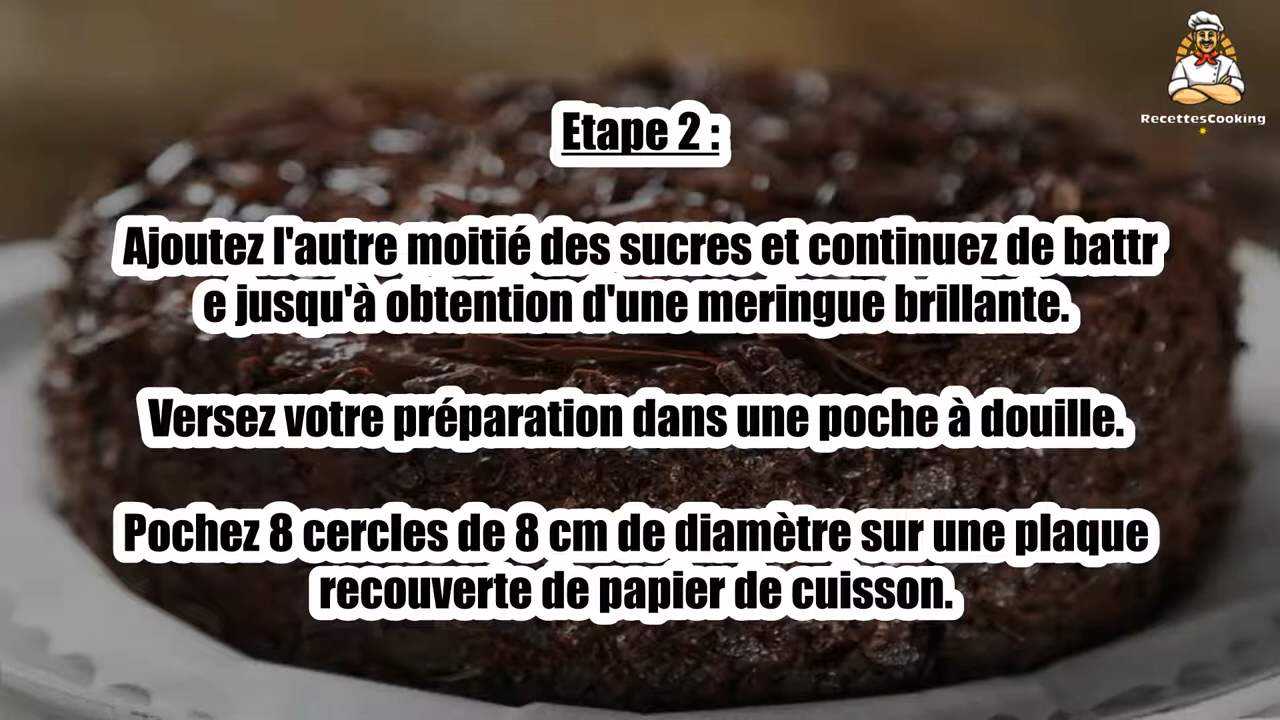 RecettesCooking
Etape 2 :
Ajoutez l'autre moitié des sucres et continuez de battr
e jusqu'à obtention d'une meringue brillante.
Versez votre préparation dans une poche à douille.
Pochez 8 cercles de 8 cm de diamètre sur une plaque
recouverte de papier de cuisson.